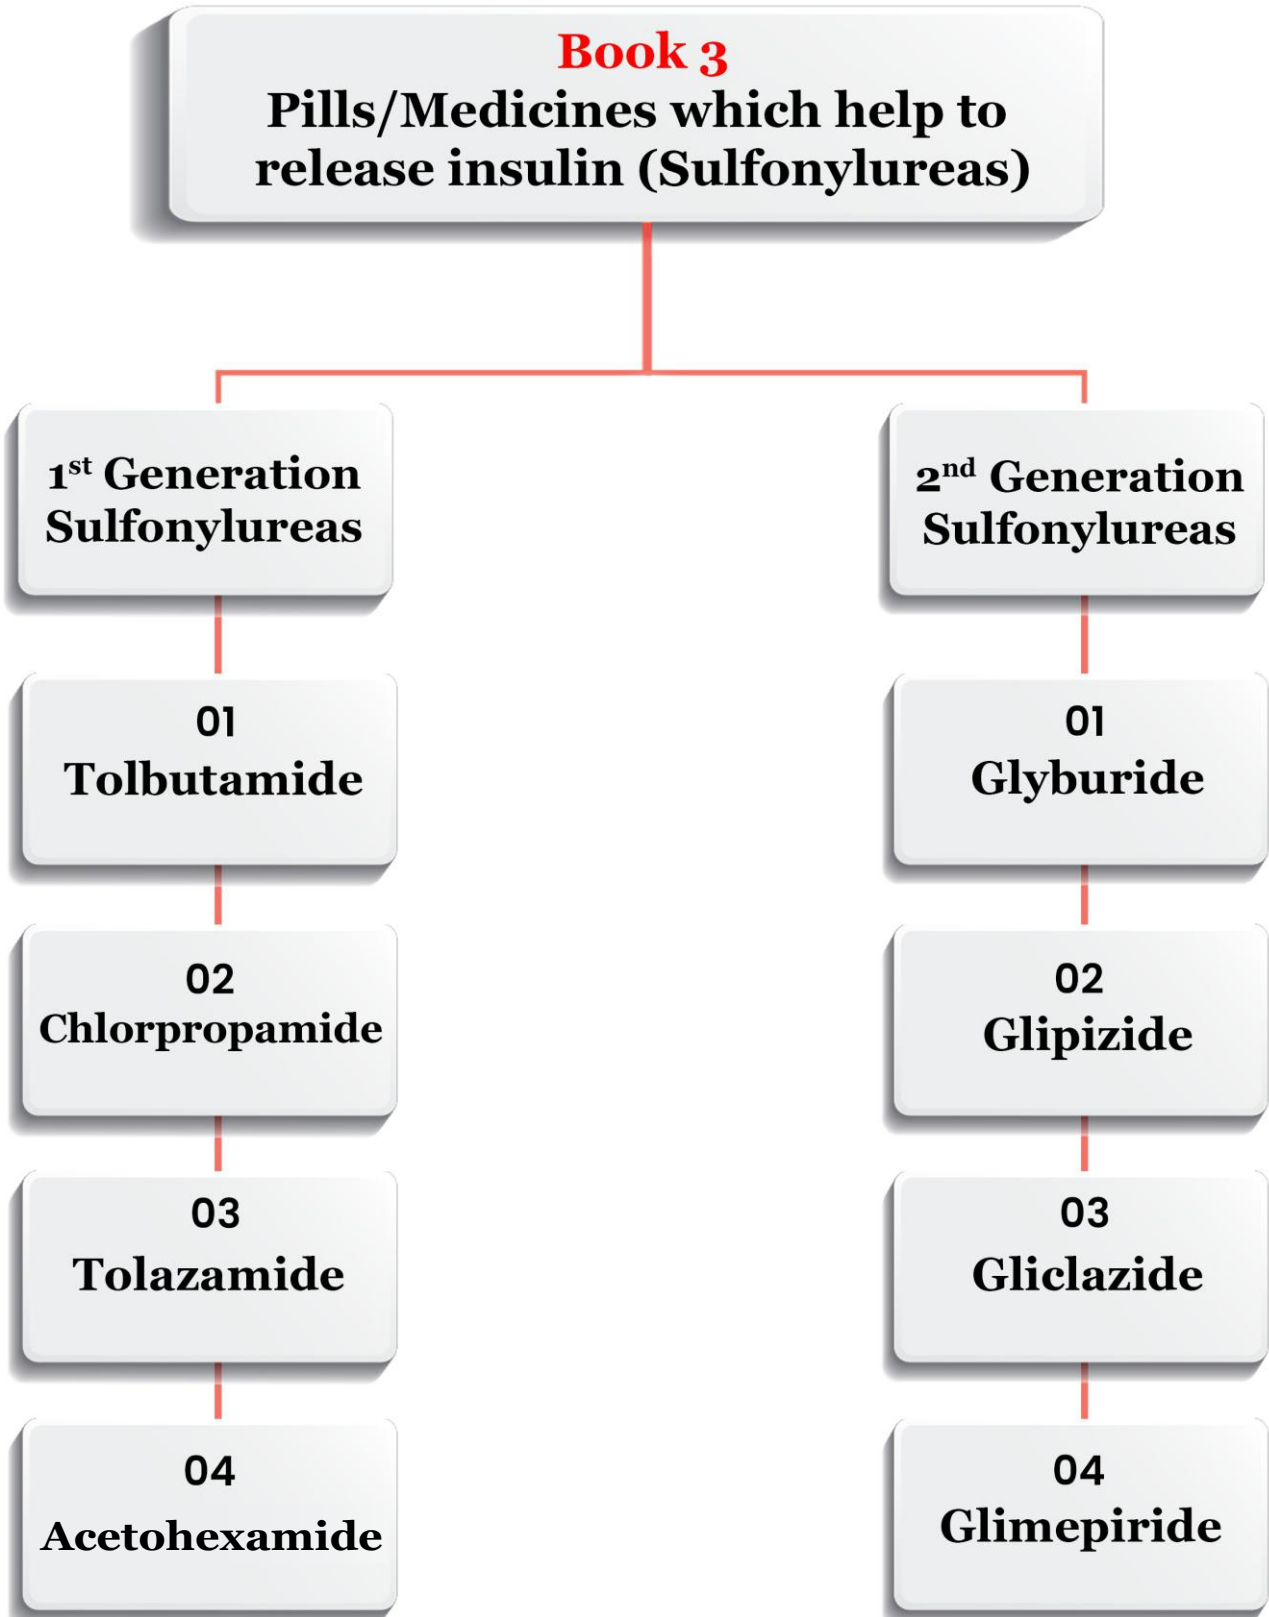 Book 3
Pills/Medicines which help to
release insulin (Sulfonylureas)
1st Generation
Sulfonylureas
01
Tolbutamide
02
Chlorpropamide
03
Tolazamide
04
Acetohexamide
2nd Generation
Sulfonylureas
01
Glyburide
02
Glipizide
03
Gliclazide
04
Glimepiride